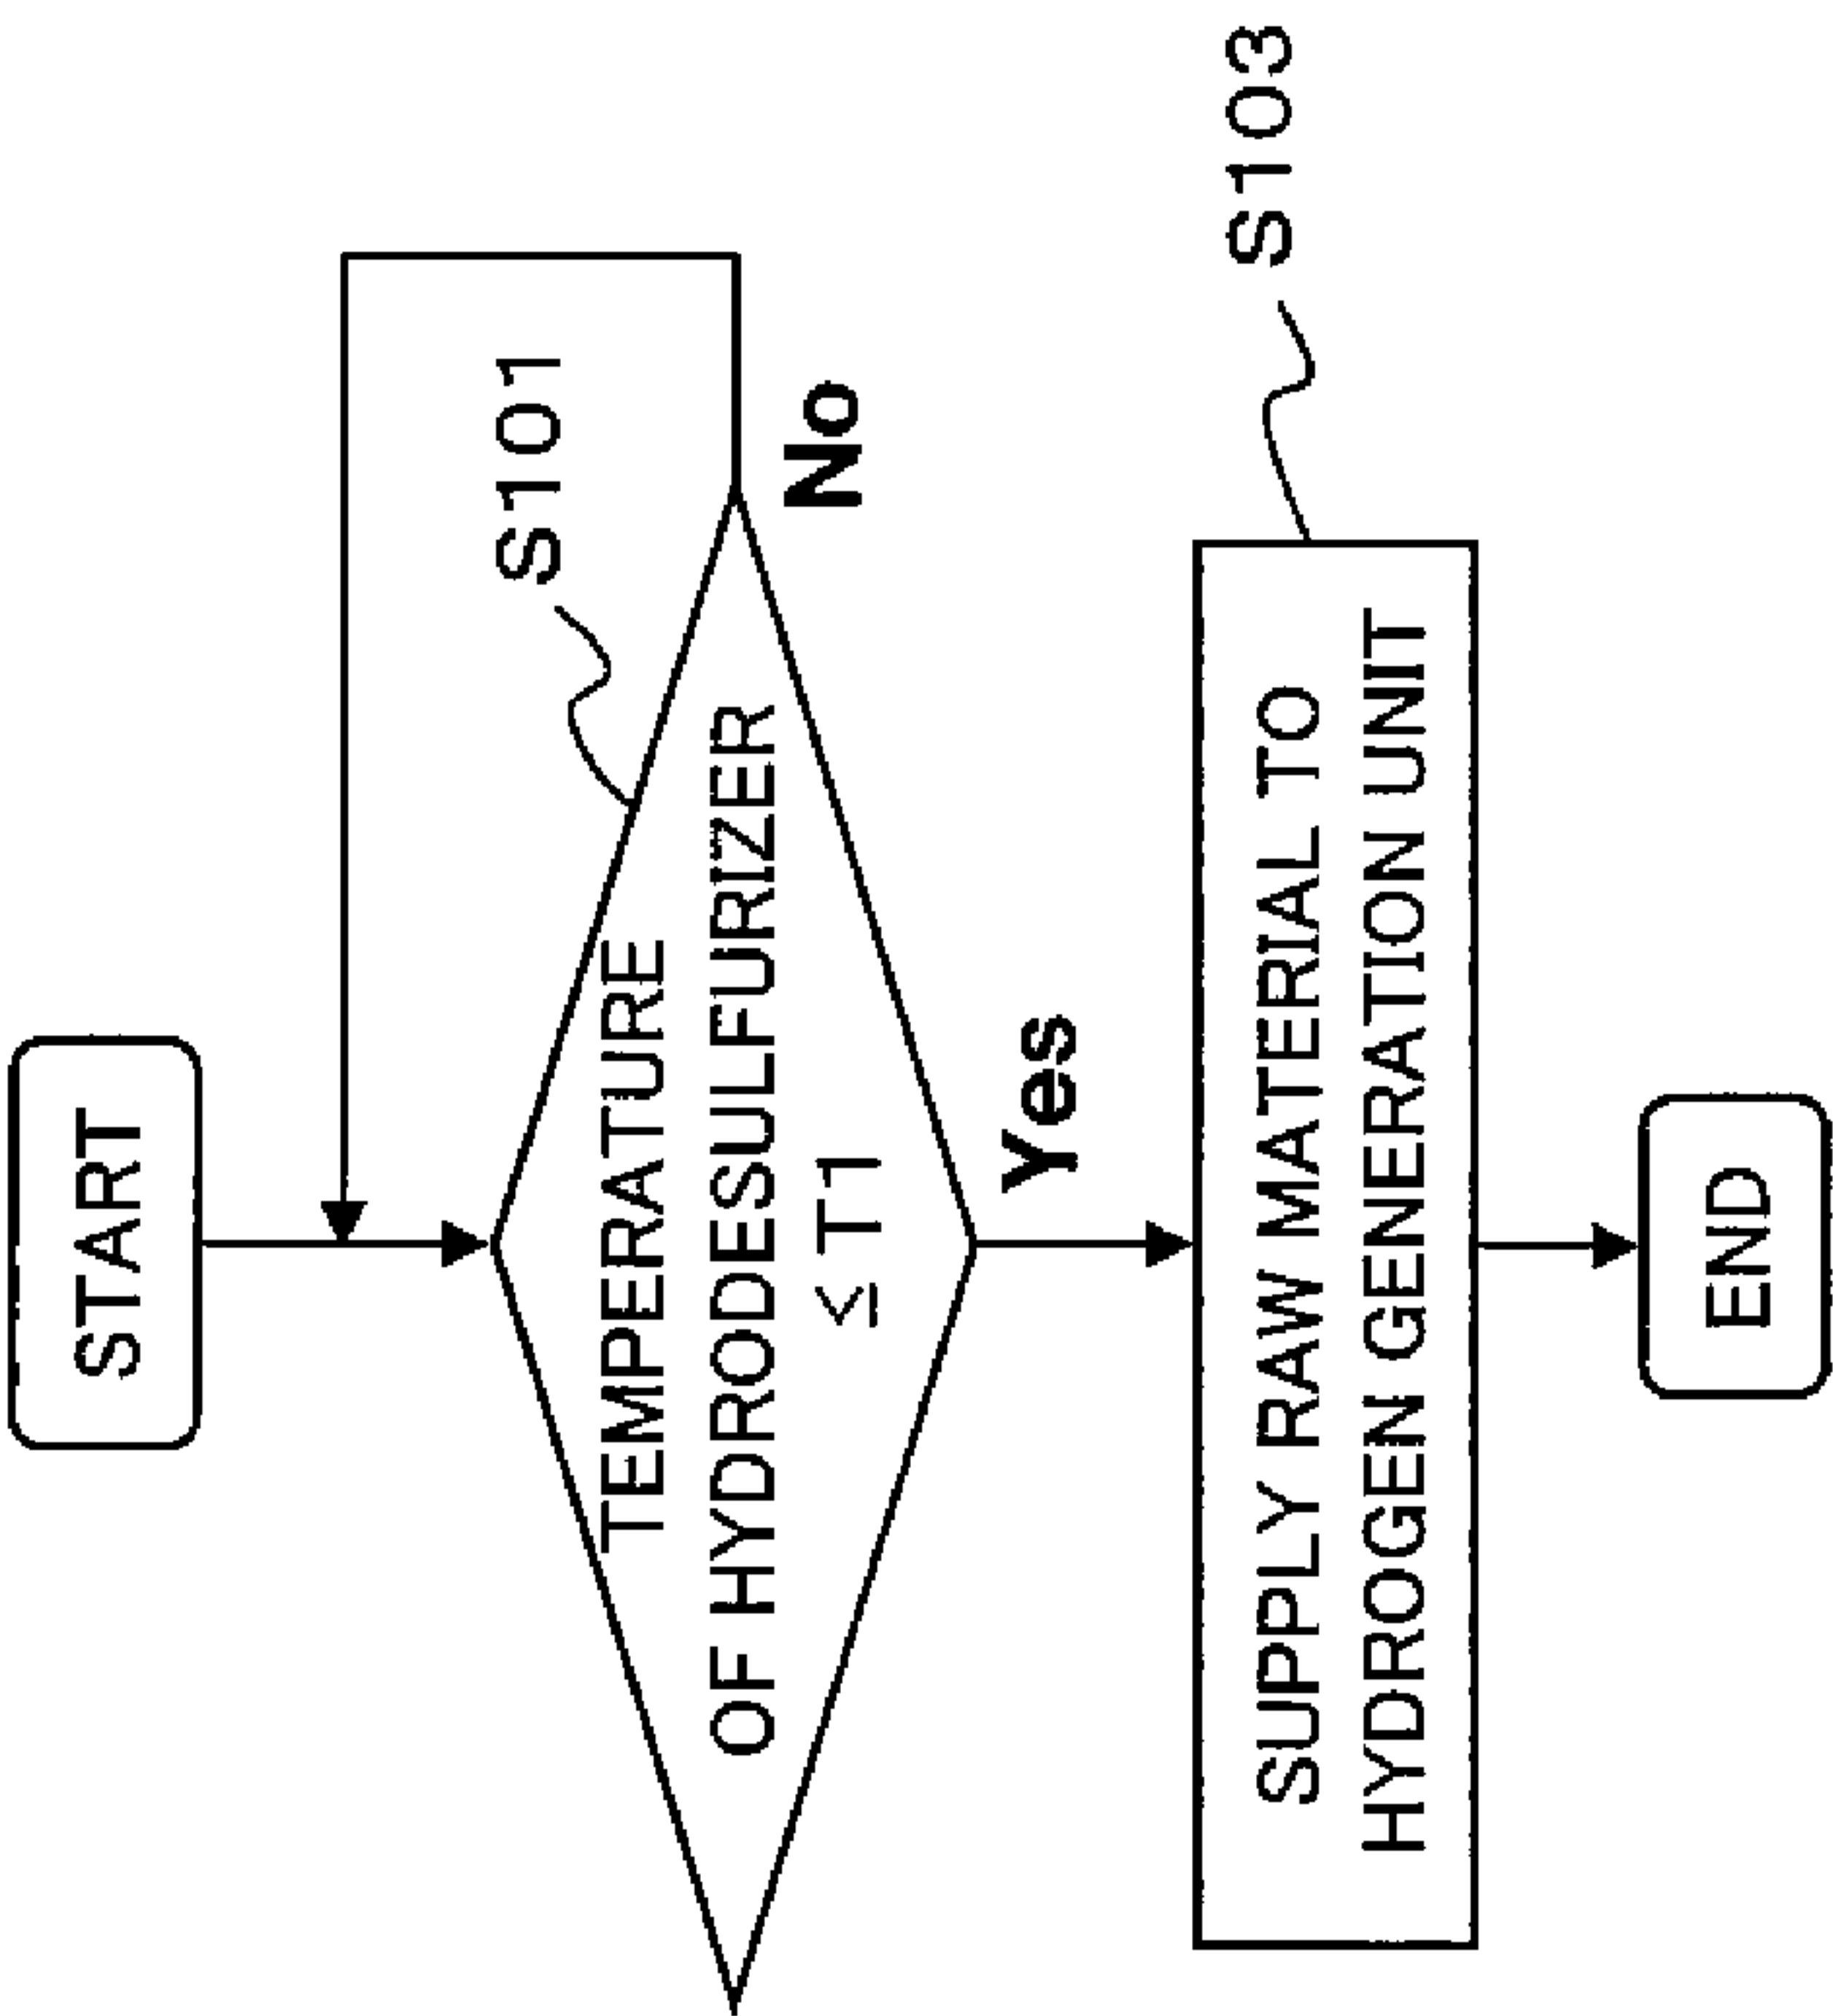 START
S101
TEMPERATURE
OF HYDRODESULFURIZER
≤ T1
No
Yes
S103
SUPPLY RAW MATERIAL TO
HYDROGEN GENERATION UNIT
END